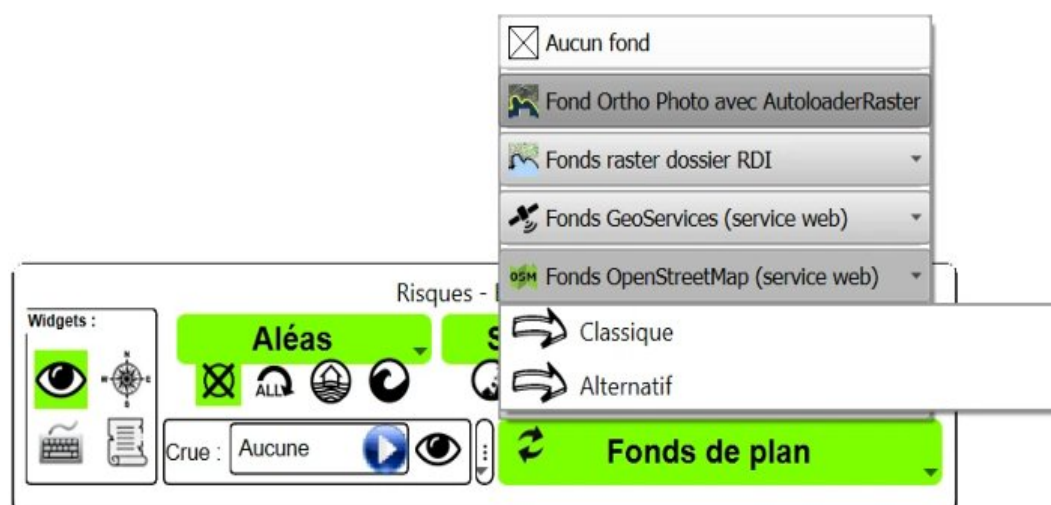 Aucun fond
Fond Ortho Photo avec AutoloaderRaster
Fonds raster dossier RDI
Fonds GeoServices (service web)
OSM Fonds OpenStreetMap (service web)
Classique
Alternatif
Risques -
Widgets :
Aléas
N
ALL
Crue : Aucune
Fonds de plan